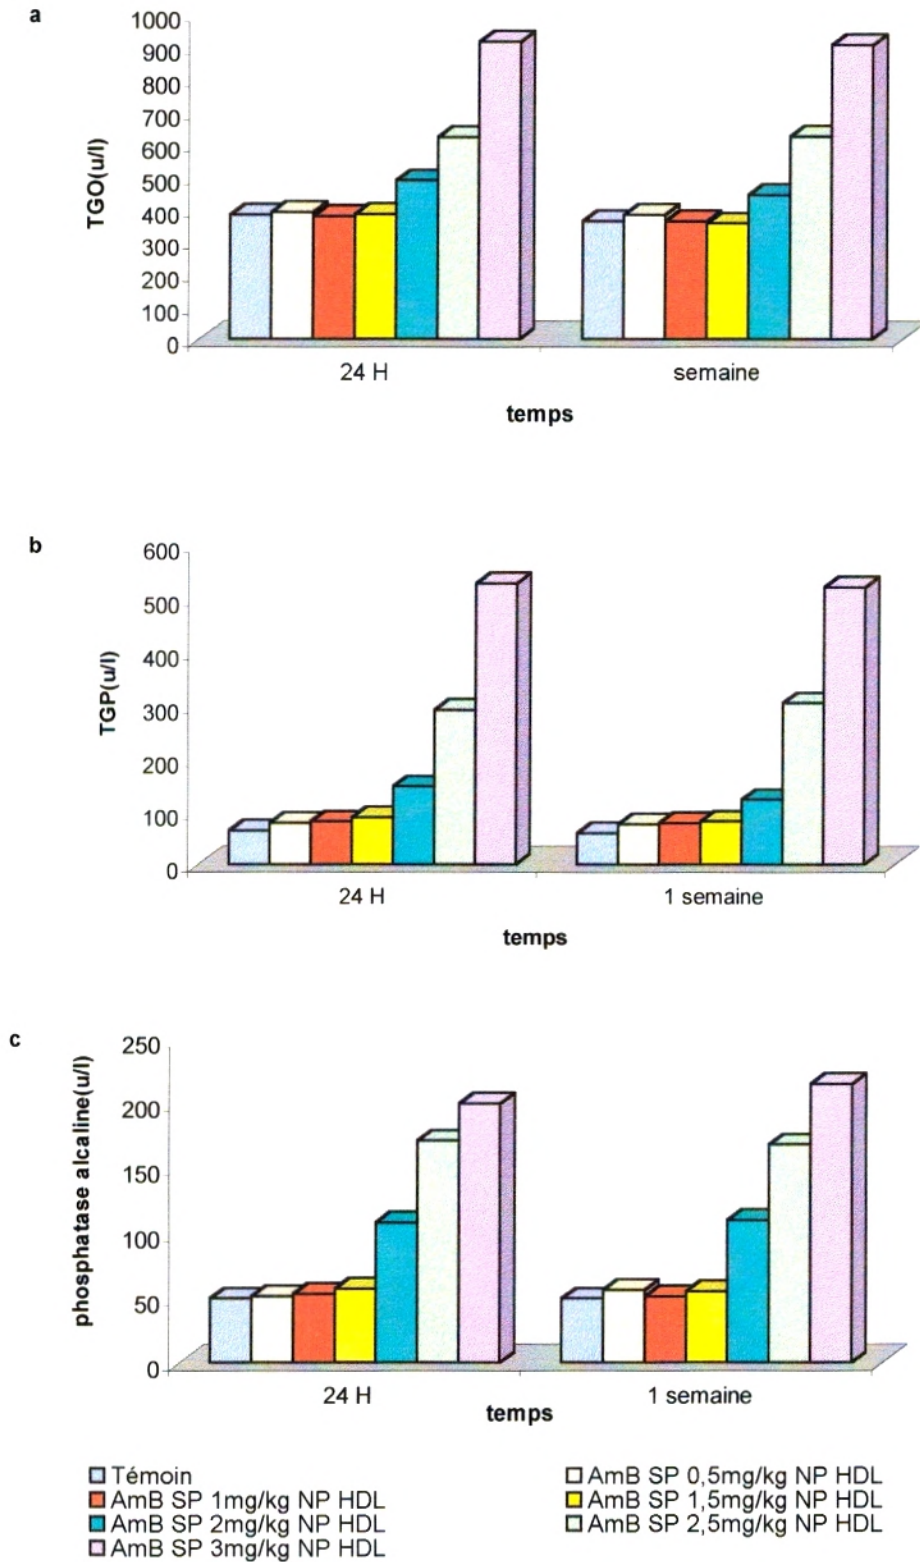 a
TGO(u/l)
1000
900
800
700
600
500
400
300
200
100
0
24 H
semaine
temps
b
TGP(u/l)
600
500
400
300
200
100
0
24 H
1 semaine
temps
c
phosphatase alcaline(u/l)
250
200
150
100
50
0
24 H
1 semaine
temps
Témoin
AmB SP 0,5mg/kg NP HDL
AmB SP 1mg/kg NP HDL
AmB SP 1,5mg/kg NP HDL
AmB SP 2mg/kg NP HDL
AmB SP 2,5mg/kg NP HDL
AmB SP 3mg/kg NP HDL